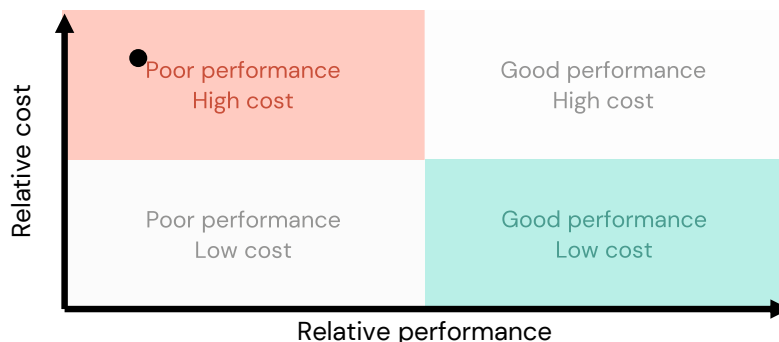 Poor performance
High cost
Good performance
High cost
Relative cost
Poor performance
Low cost
Good performance
Low cost
Relative performance